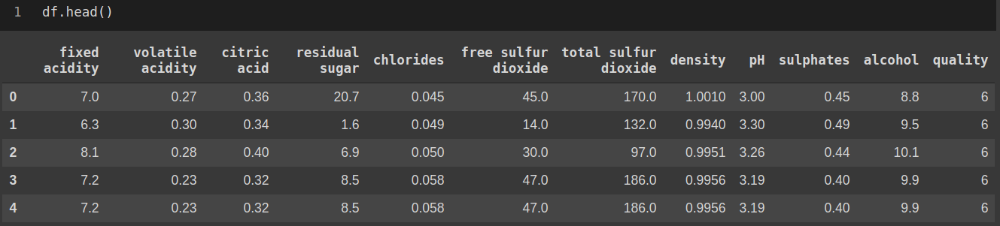 1 df.head()
fixed acidity volatile acidity citric acid residual sugar chlorides free sulfur dioxide total sulfur dioxide density pH sulphates alcohol quality
0 7.0 0.27 0.36 20.7 0.045 45.0 170.0 1.0010 3.00 0.45 8.8 6
1 6.3 0.30 0.34 1.6 0.049 14.0 132.0 0.9940 3.30 0.49 9.5 6
2 8.1 0.28 0.40 6.9 0.050 30.0 97.0 0.9951 3.26 0.44 10.1 6
3 7.2 0.23 0.32 8.5 0.058 47.0 186.0 0.9956 3.19 0.40 9.9 6
4 7.2 0.23 0.32 8.5 0.058 47.0 186.0 0.9956 3.19 0.40 9.9 6